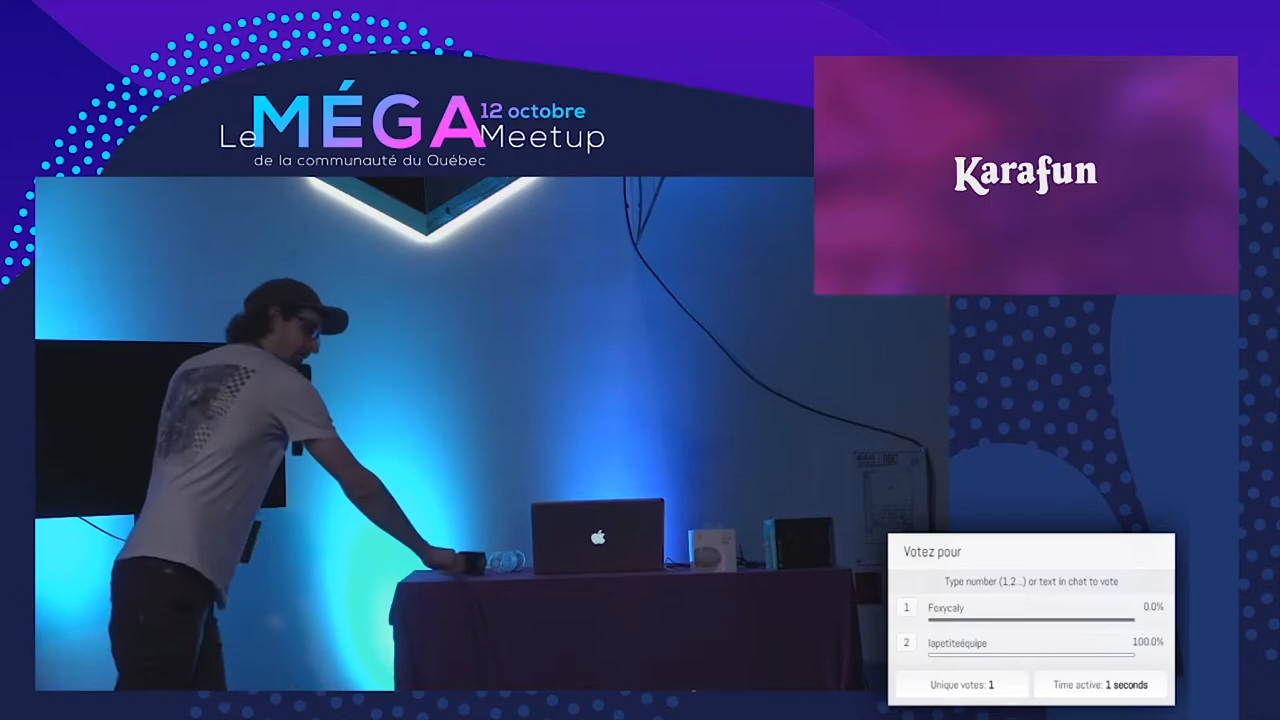 Le MÉGA Meetup
12 octobre
de la communauté du Québec
Karafun
Votez pour
Type number (1,2...) or text in chat to vote
1 Foxycaly 0.0%
2 lapetiteéquipe 100.0%
Unique votes: 1
Time active: 1 seconds